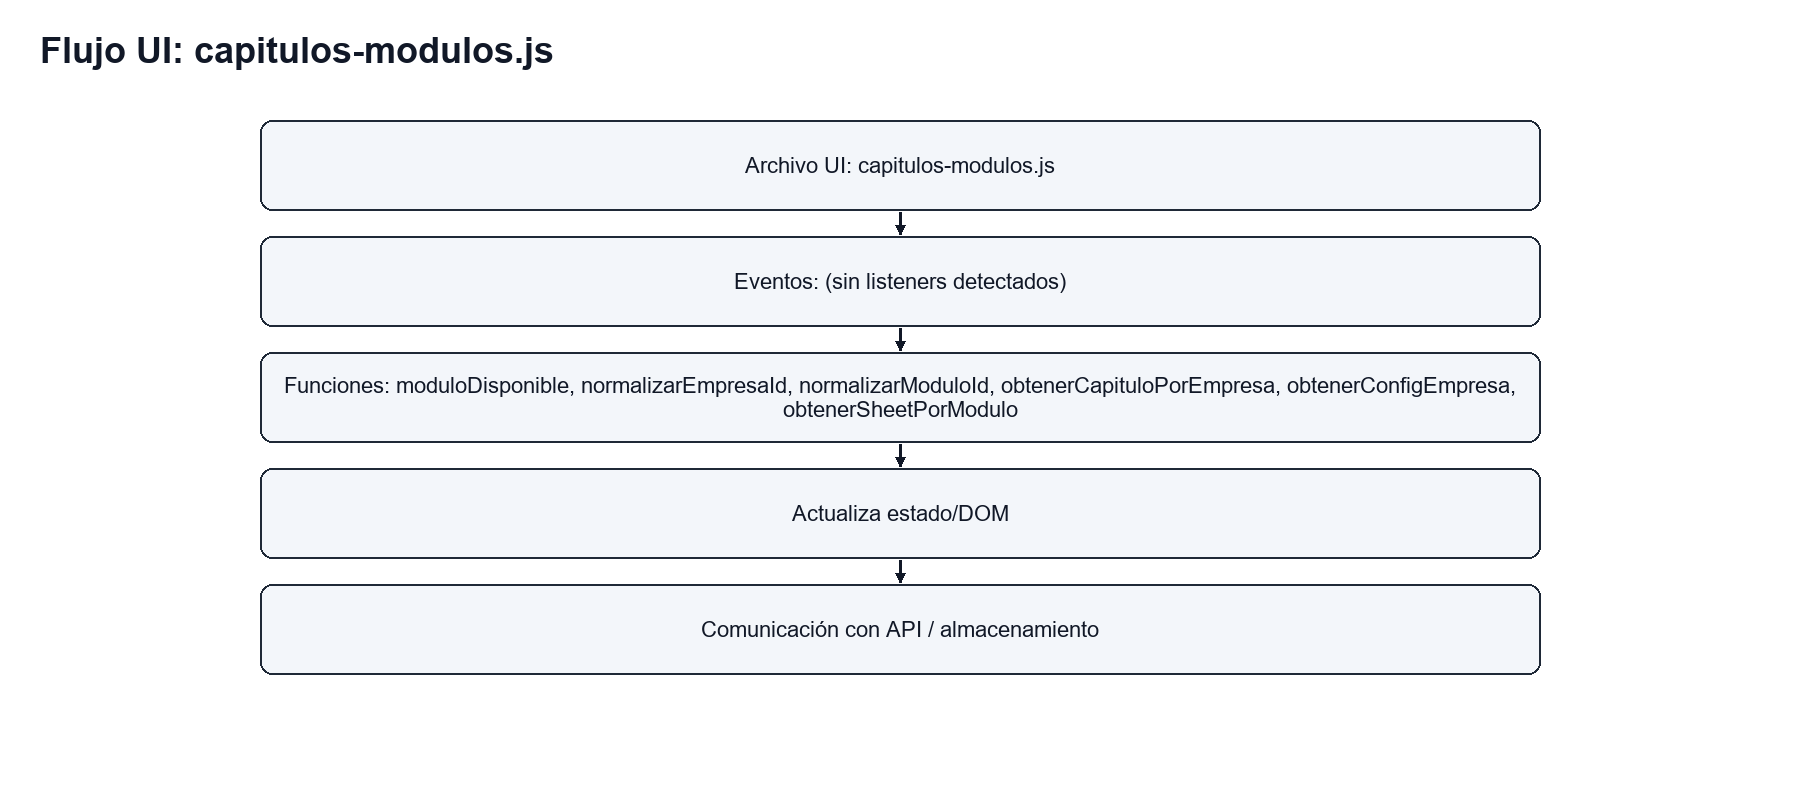 Flujo UI: capitulos-modulos.js
Archivo UI: capitulos-modulos.js
Eventos: (sin listeners detectados)
Funciones: moduloDisponible, normalizarEmpresaId, normalizarModuloId, obtenerCapituloPorEmpresa, obtenerConfigEmpresa,
obtenerSheetPorModulo
Actualiza estado/DOM
Comunicación con API / almacenamiento